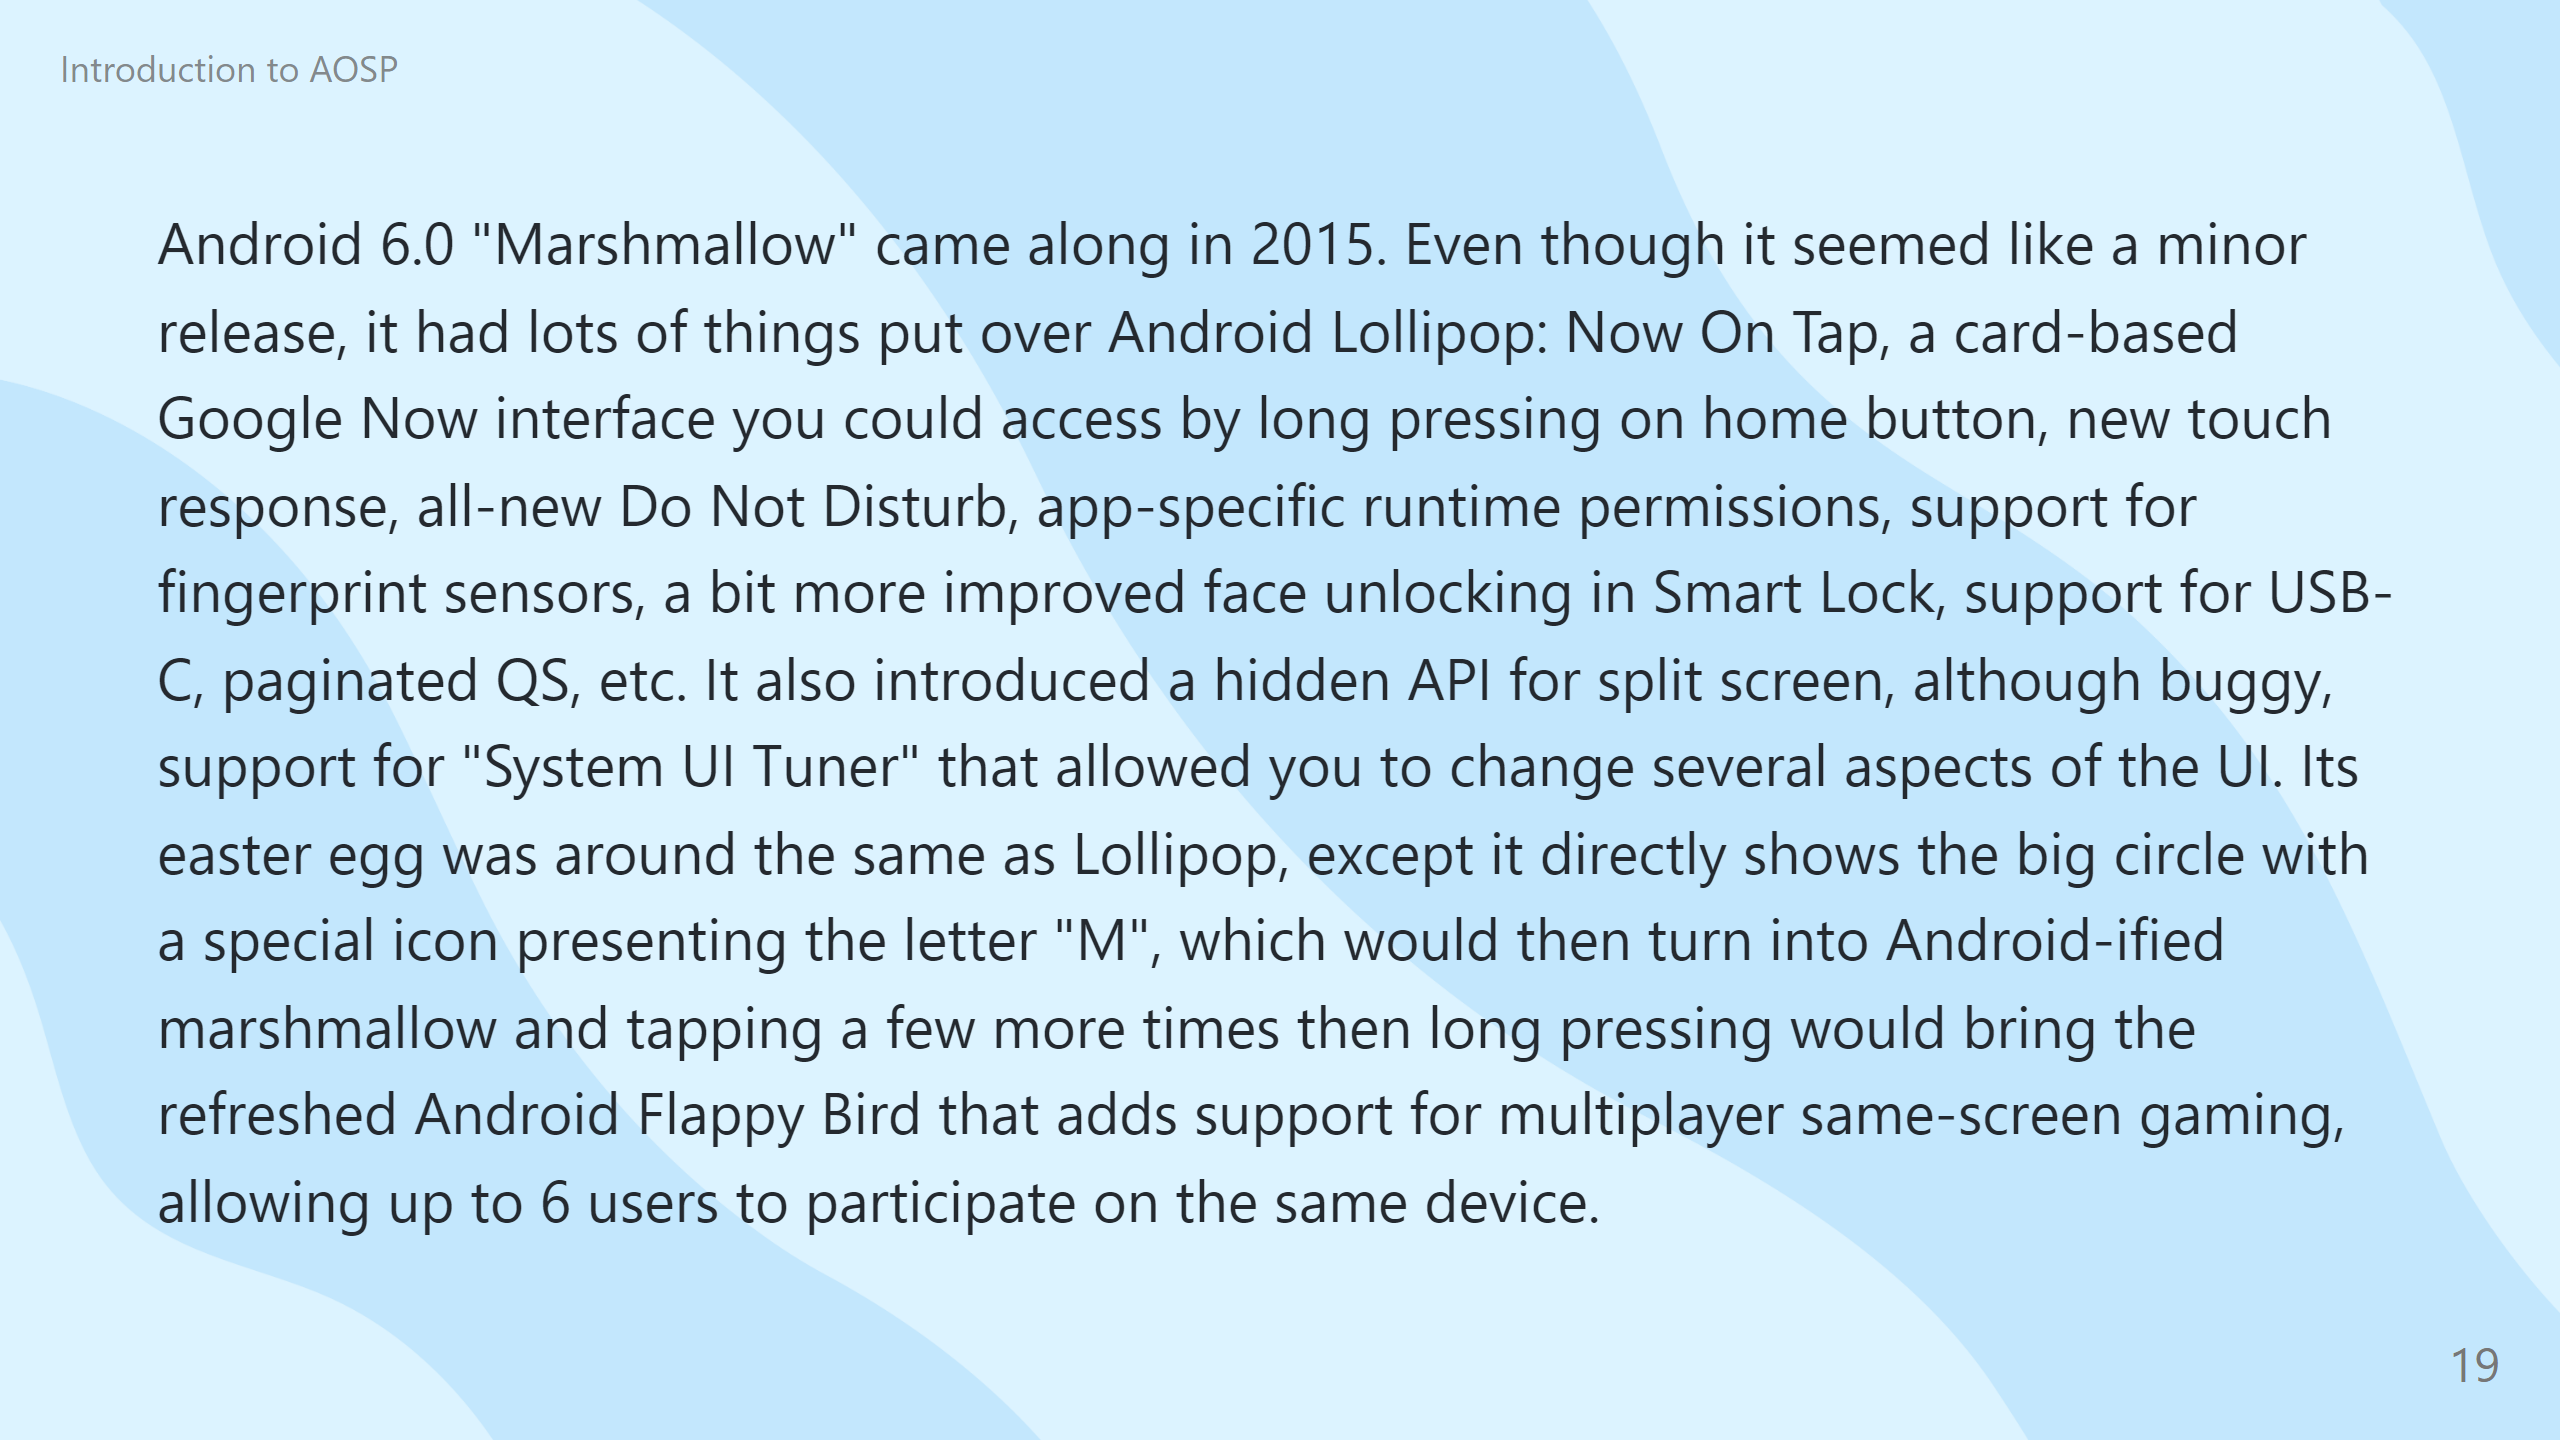 Introduction to AOSP
Android 6.0 "Marshmallow" came along in 2015. Even though it seemed like a minor
release, it had lots of things put over Android Lollipop: Now On Tap, a card-based
Google Now interface you could access by long pressing on home button, new touch
response, all-new Do Not Disturb, app-specific runtime permissions, support for
fingerprint sensors, a bit more improved face unlocking in Smart Lock, support for USB-
C, paginated QS, etc. It also introduced a hidden API for split screen, although buggy,
support for "System UI Tuner" that allowed you to change several aspects of the UI. Its
easter egg was around the same as Lollipop, except it directly shows the big circle with
a special icon presenting the letter "M", which would then turn into Android-ified
marshmallow and tapping a few more times then long pressing would bring the
refreshed Android Flappy Bird that adds support for multiplayer same-screen gaming,
allowing up to 6 users to participate on the same device.
19